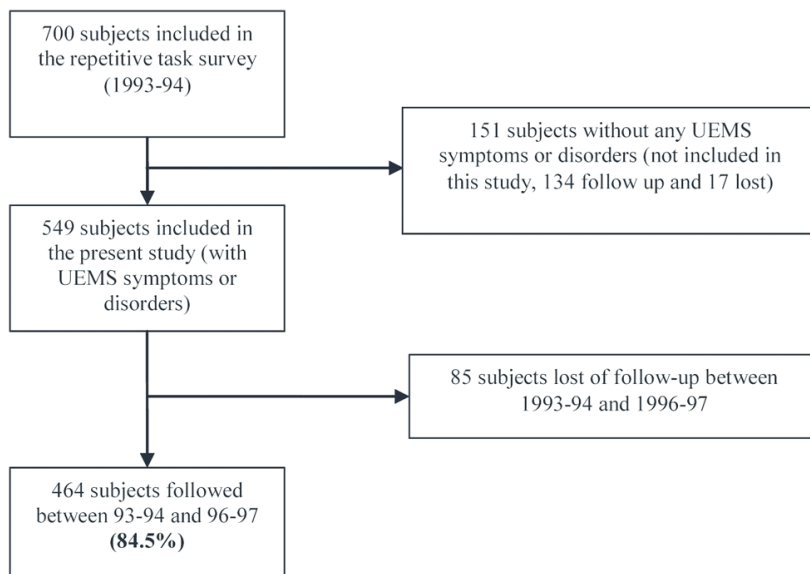 700 subjects included in
the repetitive task survey
(1993-94)
151 subjects without any UEMS
symptoms or disorders (not included in
this study, 134 follow up and 17 lost)
549 subjects included in
the present study (with
UEMS symptoms or
disorders)
85 subjects lost of follow-up between
1993-94 and 1996-97
464 subjects followed
between 93-94 and 96-97
(84.5%)